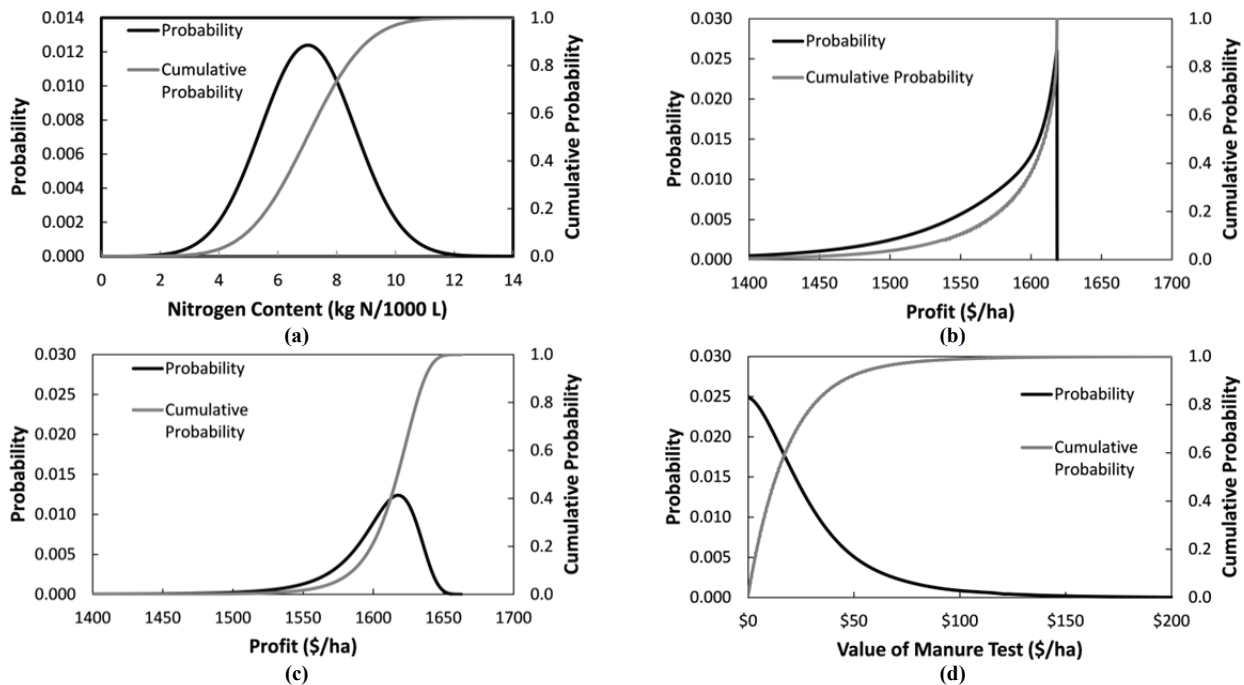 0.014
0.012
0.010
0.008
0.006
0.004
0.002
0.000
Probability
Probability
Cumulative
Probability
1.0
0.8
0.6
0.4
0.2
0.0
Cumulative Probability
0 2 4 6 8 10 12 14
Nitrogen Content (kg N/1000 L)
(a)
0.030
0.025
0.020
0.015
0.010
0.005
0.000
Probability
Probability
Cumulative Probability
1.0
0.8
0.6
0.4
0.2
0.0
Cumulative Probability
1400 1450 1500 1550 1600 1650 1700
Profit ($/ha)
(b)
0.030
0.025
0.020
0.015
0.010
0.005
0.000
Probability
Probability
Cumulative
Probability
1.0
0.8
0.6
0.4
0.2
0.0
Cumulative Probability
1400 1450 1500 1550 1600 1650 1700
Profit ($/ha)
(c)
0.030
0.025
0.020
0.015
0.010
0.005
0.000
Probability
Probability
Cumulative
Probability
1.0
0.8
0.6
0.4
0.2
0.0
Cumulative Probability
$0 $50 $100 $150 $200
Value of Manure Test ($/ha)
(d)